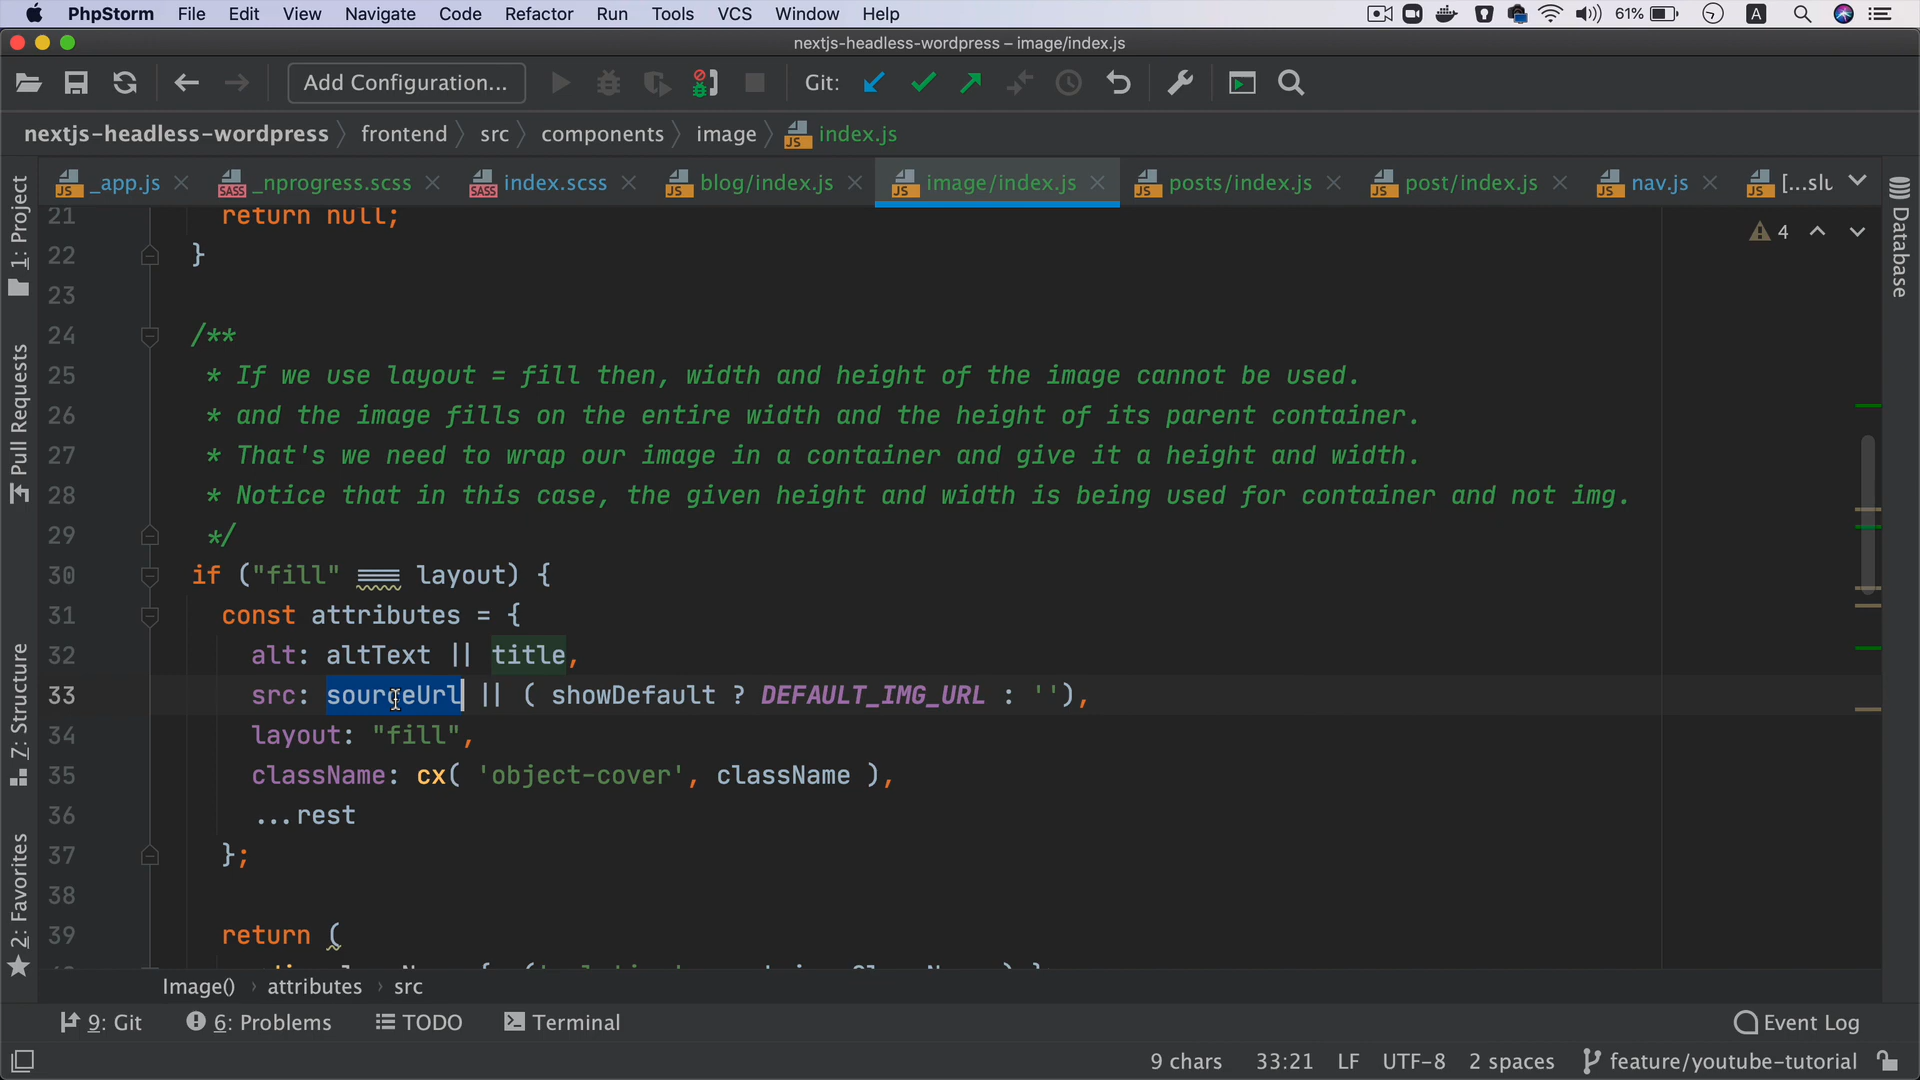 PhpStorm File Edit View Navigate Code Refactor Run Tools VCS Window Help 61% A
nextjs-headless-wordpress – image/index.js
Add Configuration... Git:
nextjs-headless-wordpress frontend src components image index.js
_app.js _nprogress.scss index.scss blog/index.js image/index.js posts/index.js post/index.js nav.js [...slu
1: Project
Pull Requests
7: Structure
2: Favorites
Database
4
21 return null;
22 }
23
24 /**
25 * If we use layout = fill then, width and height of the image cannot be used.
26 * and the image fills on the entire width and the height of its parent container.
27 * That's we need to wrap our image in a container and give it a height and width.
28 * Notice that in this case, the given height and width is being used for container and not img.
29 */
30 if ("fill" === layout) {
31 const attributes = {
32 alt: altText || title,
33 src: sourceUrl || ( showDefault ? DEFAULT_IMG_URL : ''),
34 layout: "fill",
35 className: cx( 'object-cover', className ),
36 ...rest
37 };
38
39 return (
Image() › attributes › src
9: Git 6: Problems TODO Terminal Event Log
9 chars 33:21 LF UTF-8 2 spaces feature/youtube-tutorial